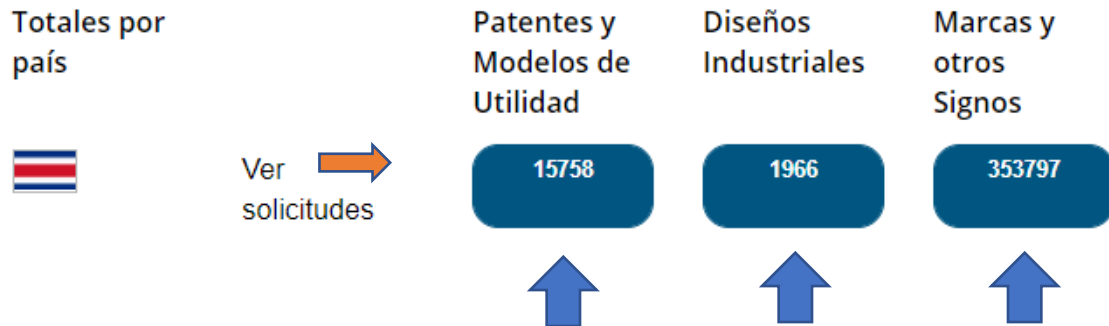 Totales por
país
Patentes y
Modelos de
Utilidad
Diseños
Industriales
Marcas y
otros
Signos
Ver
solicitudes
15758
1966
353797